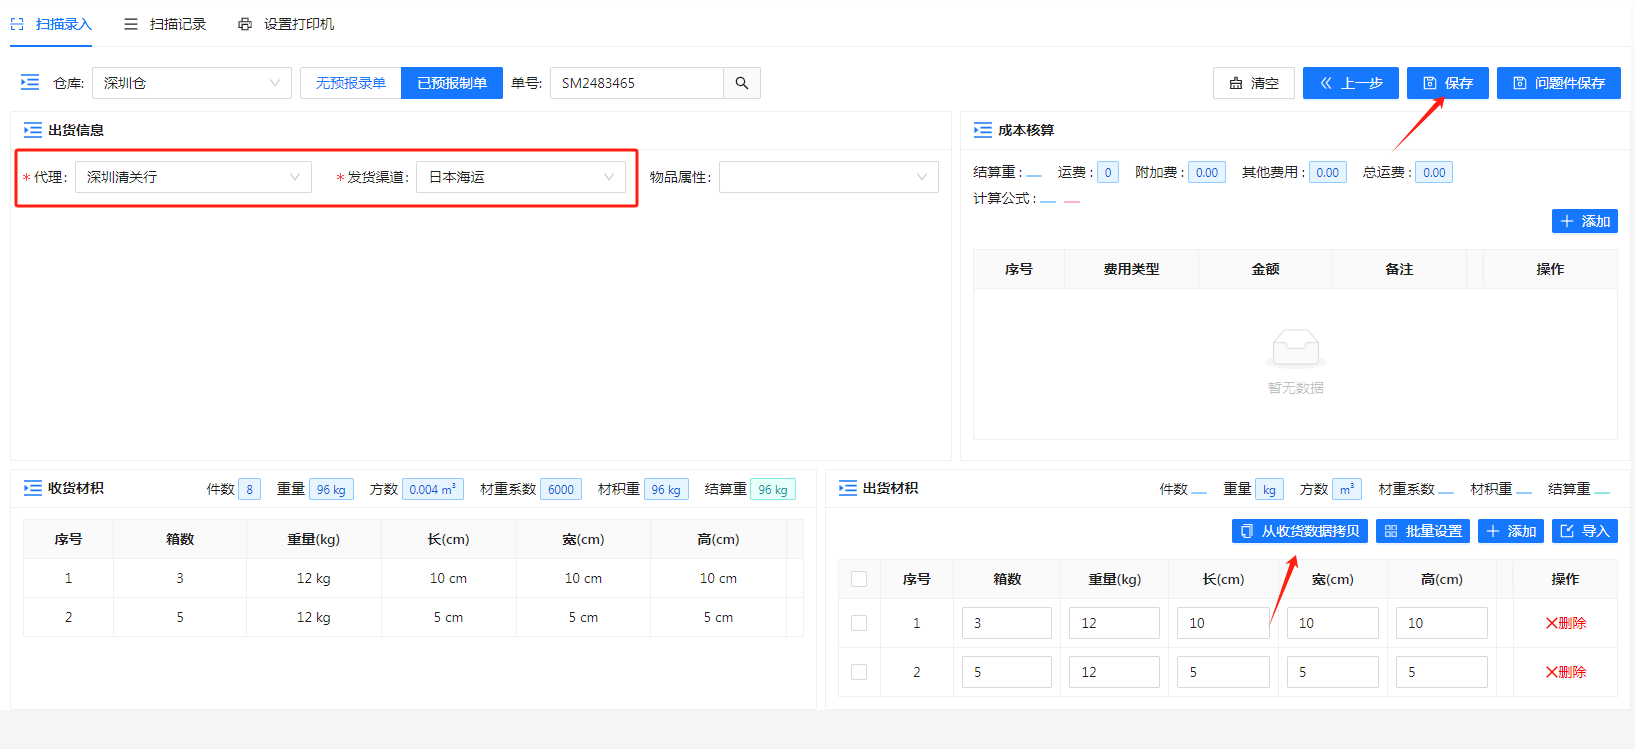 扫描录入 扫描记录 设置打印机
仓库: 深圳仓 无预报录单 已预报制单 单号: SM2483465 清空 上一步 保存 问题件保存
出货信息
* 代理: 深圳清关行 * 发货渠道: 日本海运 物品属性:
成本核算
结算重: 运费: 0 附加费: 0.00 其他费用: 0.00 总运费: 0.00
计算公式:
添加
序号 费用类型 金额 备注 操作
暂无数据
收货材积 件数 8 重量 96 kg 方数 0.004 m³ 材重系数 6000 材积重 96 kg 结算重 96 kg
序号 箱数 重量(kg) 长(cm) 宽(cm) 高(cm)
1 3 12 kg 10 cm 10 cm 10 cm
2 5 12 kg 5 cm 5 cm 5 cm
出货材积 件数 重量 kg 方数 m³ 材重系数 材积重 结算重
从收货数据拷贝 批量设置 添加 导入
序号 箱数 重量(kg) 长(cm) 宽(cm) 高(cm) 操作
1 3 12 10 10 10 删除
2 5 12 5 5 5 删除